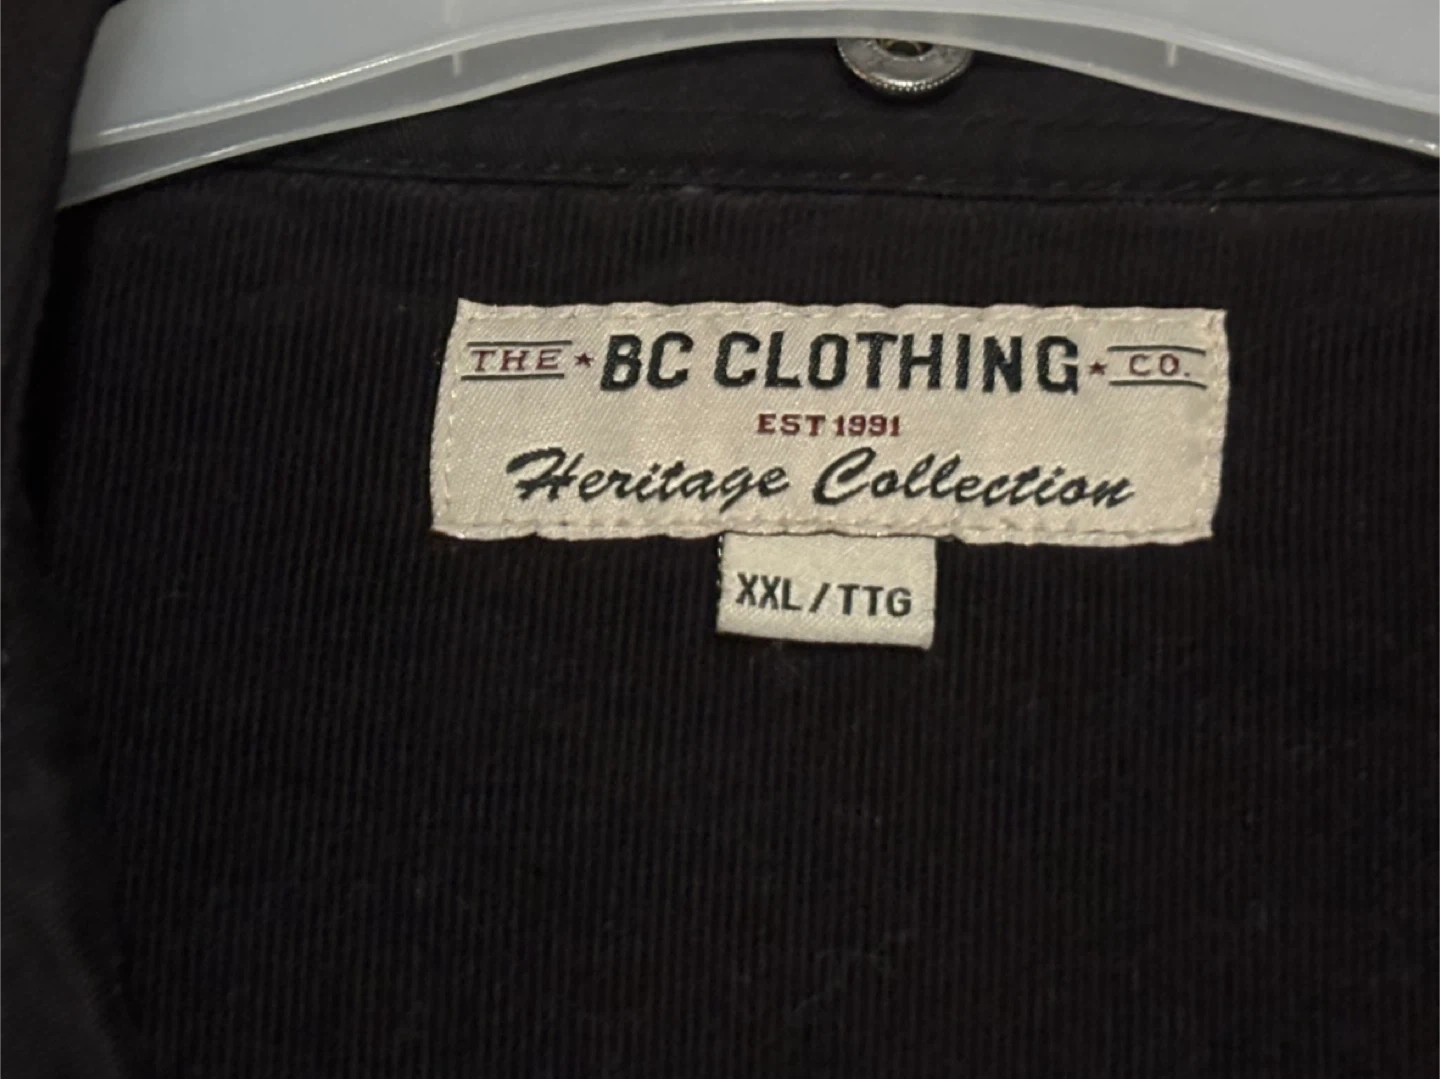 THE ★ BC CLOTHING ★ CO.
EST 1991
Heritage Collection
XXL/TTG